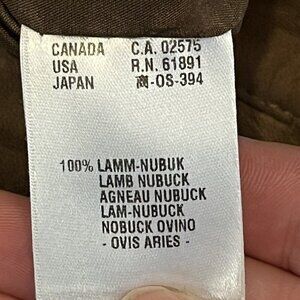 CANADA C.A. 02575
USA R.N. 61891
JAPAN -OS-394
100% LAMM-NUBUK
LAMB NUBUCK
AGNEAU NUBUCK
LAM-NUBUCK
NOBUCK OVINO
- OVIS ARIES -